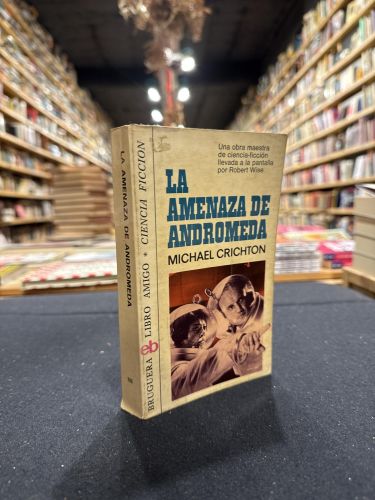 Una obra maestra
de ciencia-ficción
llevada a la pantalla
por Robert Wise
LA
AMENAZA DE
ANDROMEDA
MICHAEL CRICHTON
LA AMENAZA DE ANDROMEDA
BRUGUERA eb LIBRO AMIGO * CIENCIA FICCION